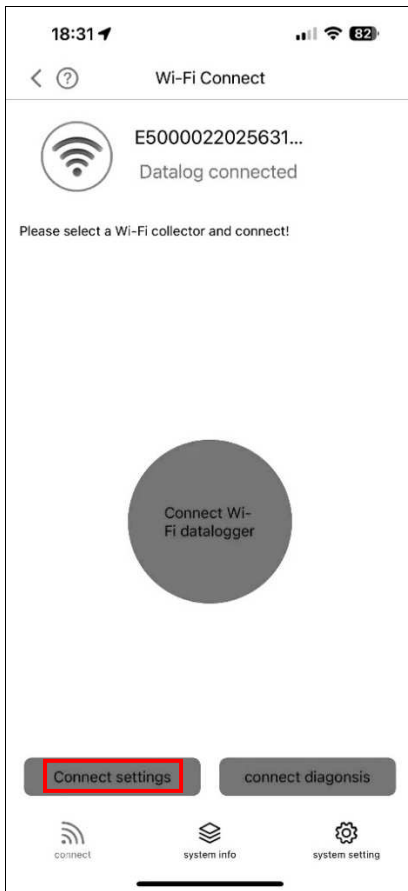 18:31
82
Wi-Fi Connect
E5000022025631...
Datalog connected
Please select a Wi-Fi collector and connect!
Connect Wi-
Fi datalogger
Connect settings
connect diagonsis
connect
system info
system setting